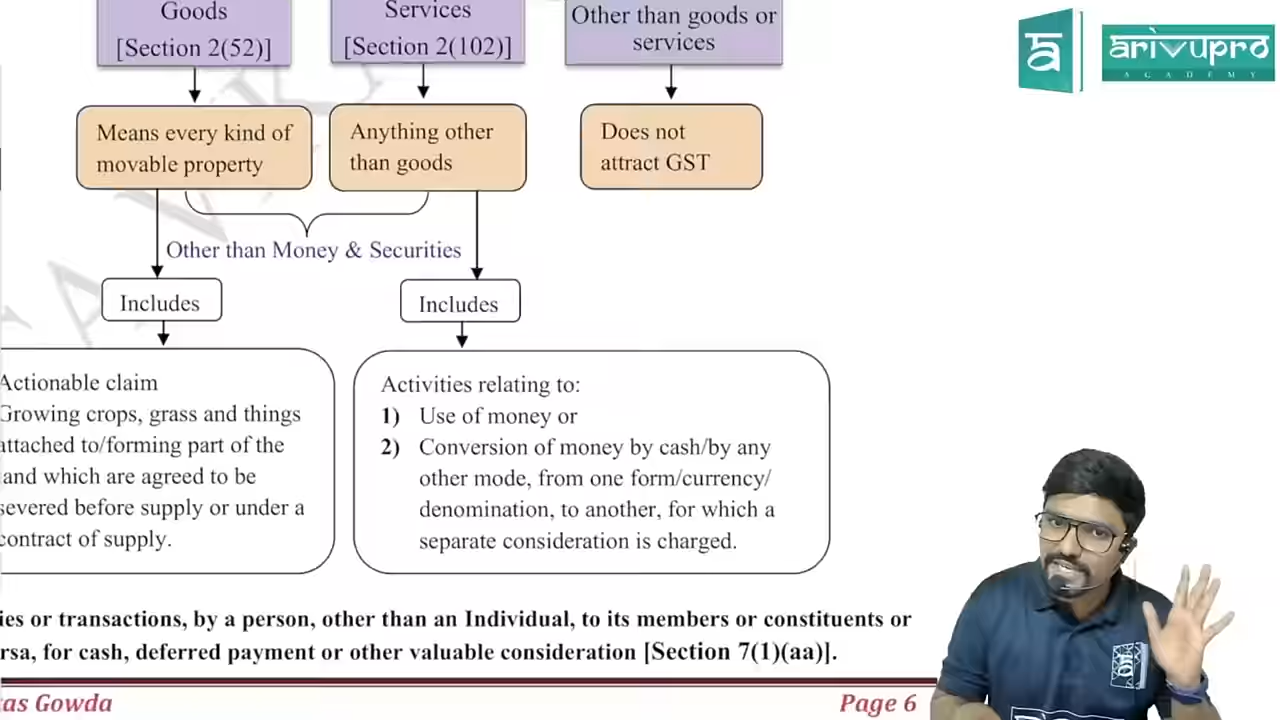 Goods
[Section 2(52)]
Services
[Section 2(102)]
Other than goods or
services
arivupro
ACADEMY
Means every kind of
movable property
Anything other
than goods
Does not
attract GST
Other than Money & Securities
Includes
Includes
Actionable claim
Growing crops, grass and things
attached to/forming part of the
land which are agreed to be
severed before supply or under a
contract of supply.
Activities relating to:
1) Use of money or
2) Conversion of money by cash/by any
other mode, from one form/currency/
denomination, to another, for which a
separate consideration is charged.
ies or transactions, by a person, other than an Individual, to its members or constituents or
rsa, for cash, deferred payment or other valuable consideration [Section 7(1)(aa)].
as Gowda
Page 6